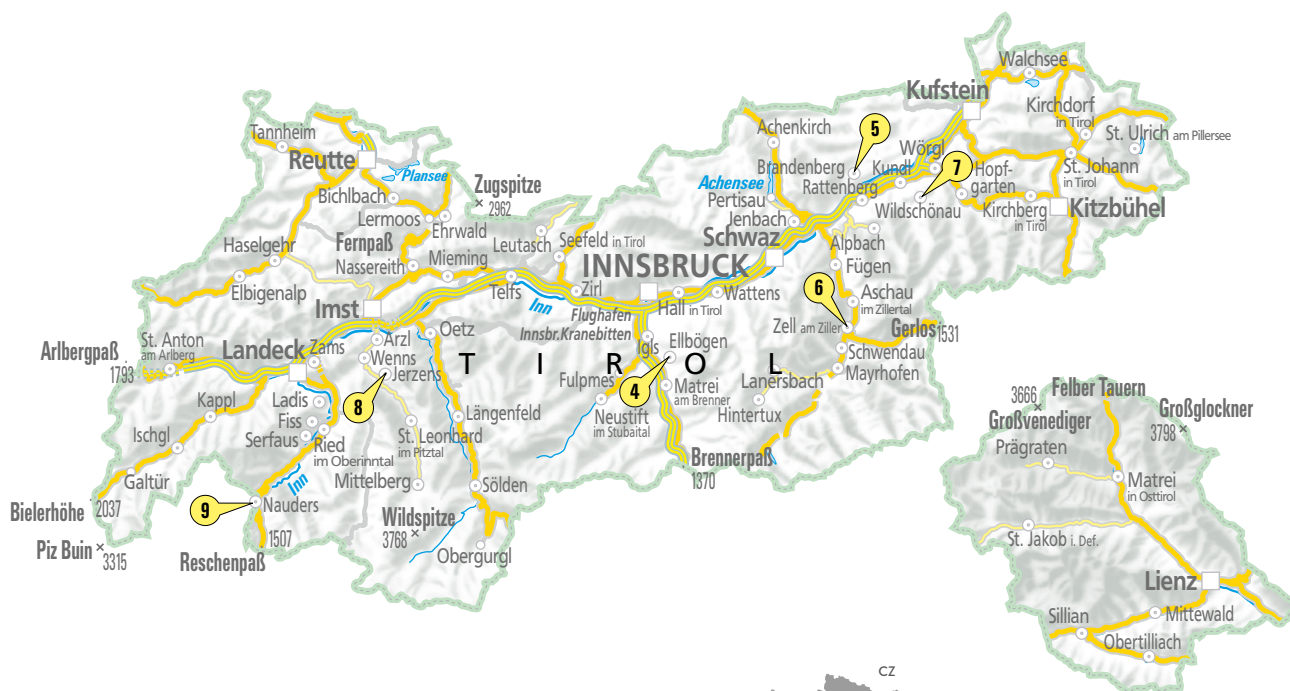 Walchsee
Kufstein
Kirchdorf
in Tirol
Achenkirch
5
Tannheim
St. Ulrich am Pillersee
Wörgl
Reutte
Brandenberg
Kundl
7
St. Johann
in Tirol
Plansee
Achensee
Rattenberg
Hopf-
garten
Zugspitze
2962
Bichlbach
Pertisau
Wildschönau
Kirchberg
in Tirol
Kitzbühel
Lermoos
Jenbach
Ehrwald
Schwaz
Haselgehr
Fernpaß
Leutasch
Seefeld in Tirol
Alpbach
INNSBRUCK
Nassereith
Mieming
Fügen
Elbigenalp
Telfs
Zirl
Wattens
6
Imst
Inn
Hall in Tirol
Aschau
im Zillertal
Flughafen
Innsbr.Kranebitten
Zell am Ziller
Gerlos
1531
St. Anton
am Arlberg
Oetz
Arzl
Igls
Ellbögen
Arlbergpaß
1793
Landeck
Zams
Wenns
Schwendau
TIROL
Jerzens
Mayrhofen
Fulpmes
4
Matrei
am Brenner
Lanersbach
Felber Tauern
Kappl
Ladis
8
Hintertux
3666
Großvenediger
Großglockner
3798
Fiss
Längenfeld
Neustift
im Stubaital
Ischgl
Serfaus
Ried
im Oberinntal
St. Leonhard
im Pitztal
Prägraten
Brennerpaß
1370
Galtür
Inn
Mittelberg
Sölden
Matrei
in Osttirol
Bielerhöhe
2037
9
Nauders
Wildspitze
3768
Piz Buin
3315
1507
Reschenpaß
Obergurgl
St. Jakob i. Def.
Lienz
Sillian
Mittewald
Obertilliach
CZ